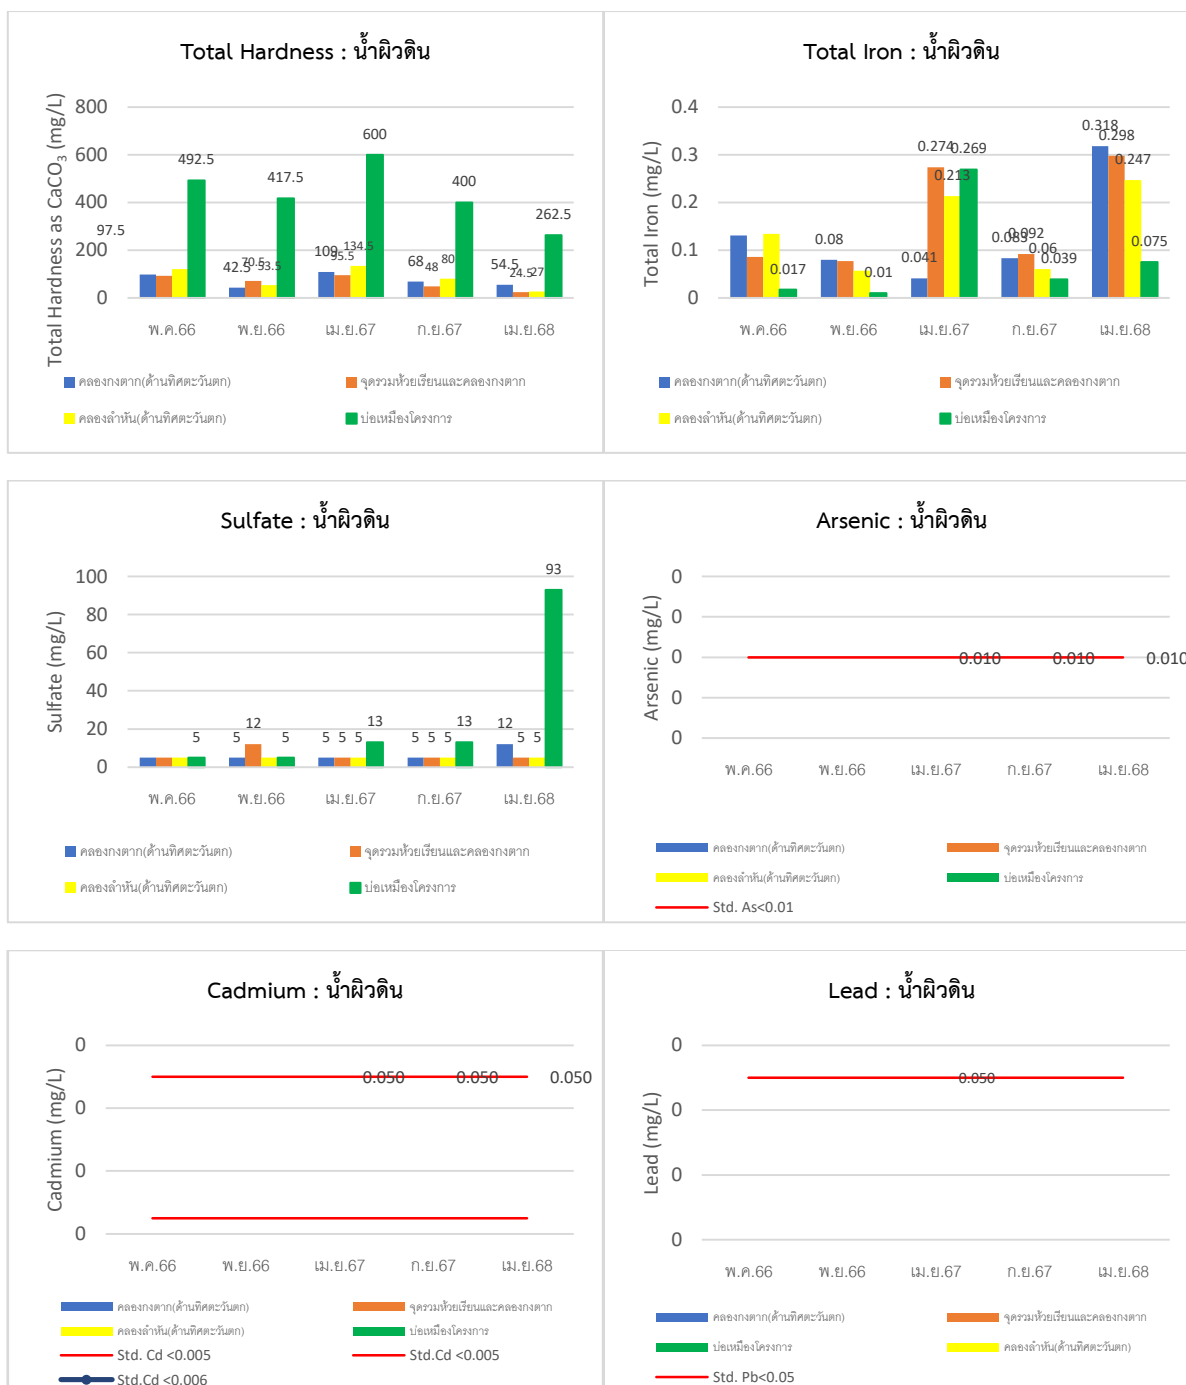 Total Hardness : น้ำผิวดิน
Total Hardness as CaCO₃ (mg/L)
800
600
400
200
0
97.5
492.5
42.5
70.5
53.5
417.5
109
95.5
134.5
600
68
48
80
400
54.5
24.5
27
262.5
พ.ค.66 พ.ย.66 เม.ย.67 ก.ย.67 เม.ย.68
คลองกงตาก(ด้านทิศตะวันตก) จุดรวมห้วยเรียนและคลองกงตาก
คลองลำหัน(ด้านทิศตะวันตก) บ่อเหมืองโครงการ
Total Iron : น้ำผิวดิน
Total Iron (mg/L)
0.4
0.3
0.2
0.1
0
0.017
0.08
0.01
0.041
0.274
0.213
0.269
0.083
0.092
0.06
0.039
0.318
0.298
0.247
0.075
พ.ค.66 พ.ย.66 เม.ย.67 ก.ย.67 เม.ย.68
คลองกงตาก(ด้านทิศตะวันตก) จุดรวมห้วยเรียนและคลองกงตาก
คลองลำหัน(ด้านทิศตะวันตก) บ่อเหมืองโครงการ
Sulfate : น้ำผิวดิน
Sulfate (mg/L)
100
80
60
40
20
0
5
5
12
5
5
5
5
13
5
5
5
13
12
5
5
93
พ.ค.66 พ.ย.66 เม.ย.67 ก.ย.67 เม.ย.68
คลองกงตาก(ด้านทิศตะวันตก) จุดรวมห้วยเรียนและคลองกงตาก
คลองลำหัน(ด้านทิศตะวันตก) บ่อเหมืองโครงการ
Arsenic : น้ำผิวดิน
Arsenic (mg/L)
0
0
0
0
0
0.010 0.010 0.010
พ.ค.66 พ.ย.66 เม.ย.67 ก.ย.67 เม.ย.68
คลองกงตาก(ด้านทิศตะวันตก) จุดรวมห้วยเรียนและคลองกงตาก
คลองลำหัน(ด้านทิศตะวันตก) บ่อเหมืองโครงการ
Std. As<0.01
Cadmium : น้ำผิวดิน
Cadmium (mg/L)
0
0
0
0
0.050 0.050 0.050
พ.ค.66 พ.ย.66 เม.ย.67 ก.ย.67 เม.ย.68
คลองกงตาก(ด้านทิศตะวันตก) จุดรวมห้วยเรียนและคลองกงตาก
คลองลำหัน(ด้านทิศตะวันตก) บ่อเหมืองโครงการ
Std. Cd <0.005 Std.Cd <0.005
Std.Cd <0.006
Lead : น้ำผิวดิน
Lead (mg/L)
0
0
0
0
0.050
พ.ค.66 พ.ย.66 เม.ย.67 ก.ย.67 เม.ย.68
คลองกงตาก(ด้านทิศตะวันตก) จุดรวมห้วยเรียนและคลองกงตาก
บ่อเหมืองโครงการ คลองลำหัน(ด้านทิศตะวันตก)
Std. Pb<0.05